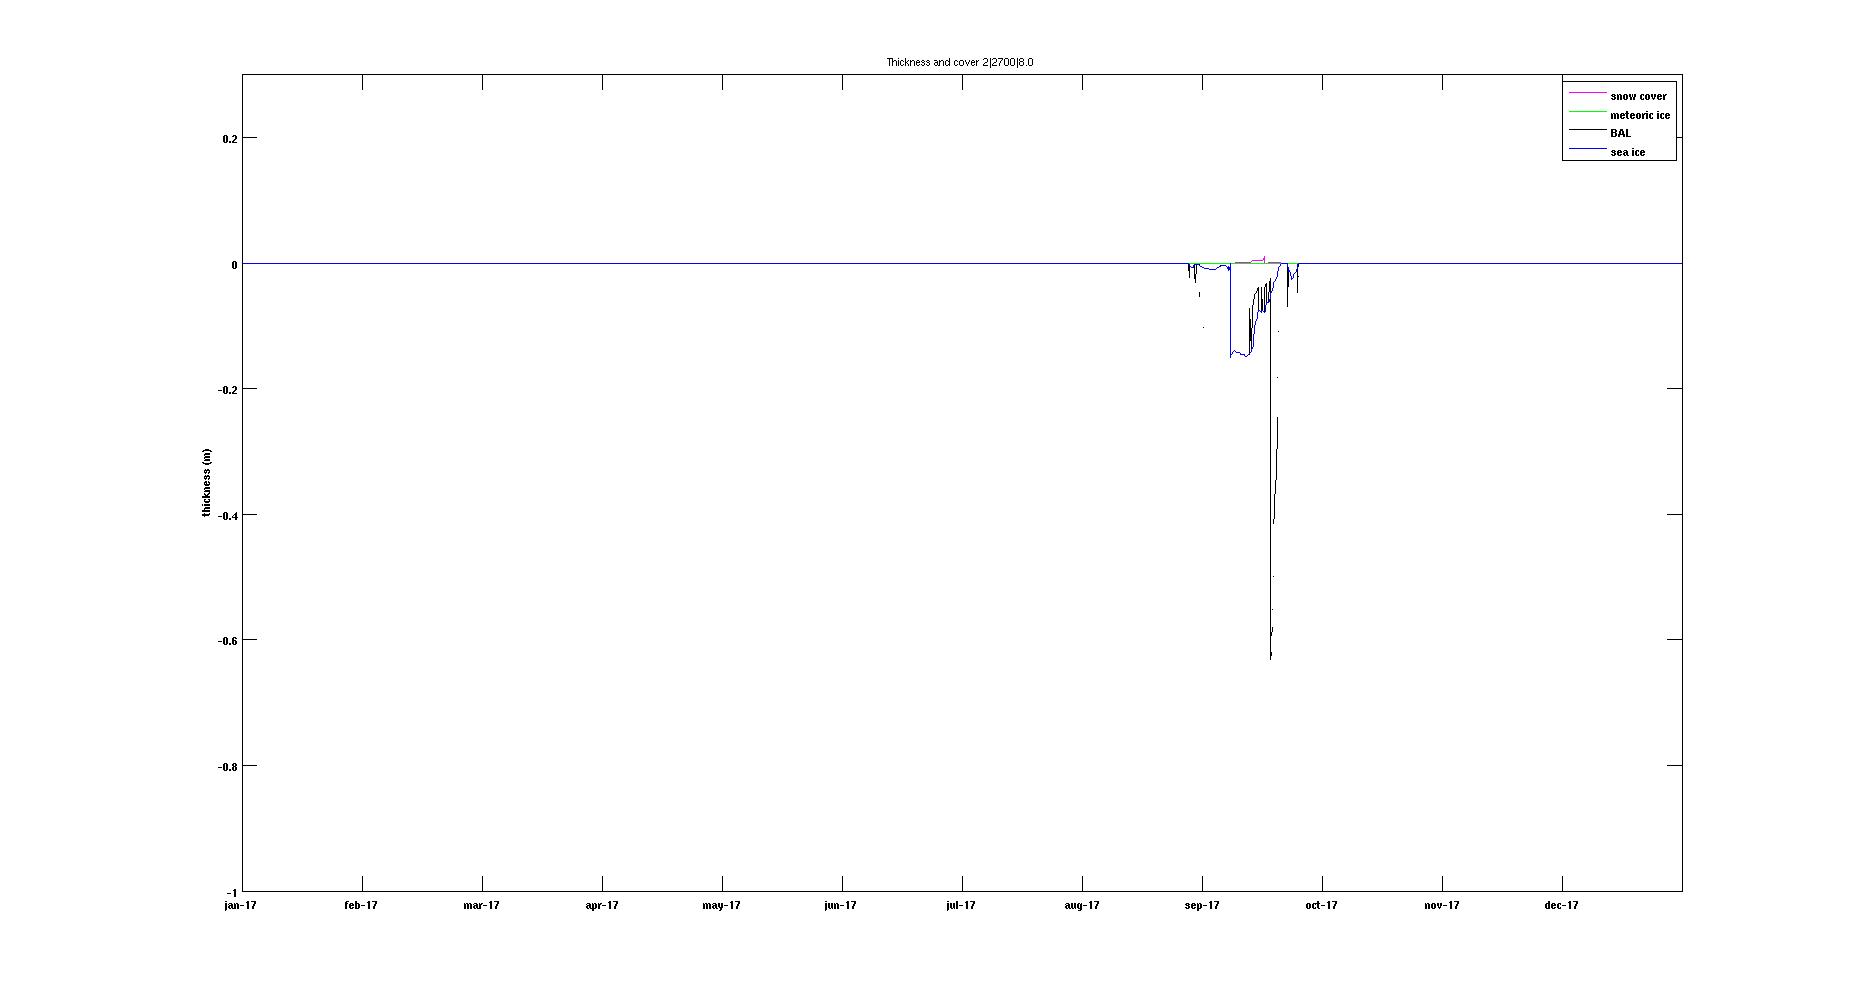 Thickness and cover 2|2700|8.0
snow cover
meteoric ice
BAL
sea ice
0.2
0
-0.2
-0.4
-0.6
-0.8
-1
thickness (m)
jan-17 feb-17 mar-17 apr-17 may-17 jun-17 jul-17 aug-17 sep-17 oct-17 nov-17 dec-17